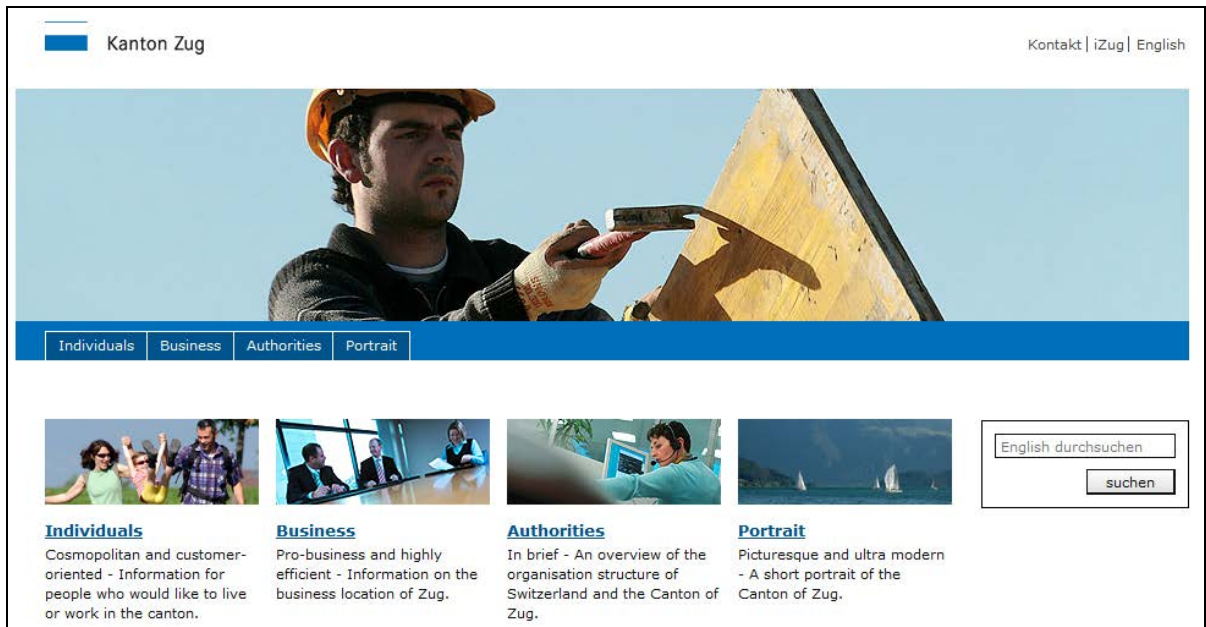 Kanton Zug
Kontakt | iZug | English
Individuals Business Authorities Portrait
English durchsuchen
suchen
Individuals
Cosmopolitan and customer-
oriented - Information for
people who would like to live
or work in the canton.
Business
Pro-business and highly
efficient - Information on the
business location of Zug.
Authorities
In brief - An overview of the
organisation structure of
Switzerland and the Canton of
Zug.
Portrait
Picturesque and ultra modern
- A short portrait of the
Canton of Zug.